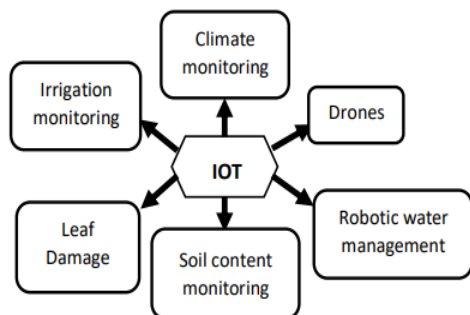 Climate
monitoring
Irrigation
monitoring
Drones
IOT
Leaf
Damage
Soil content
monitoring
Robotic water
management